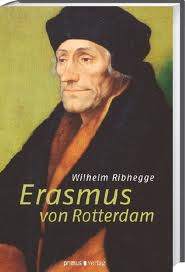 Wilhelm Ribhegge
Erasmus
von Rotterdam
primus verlag